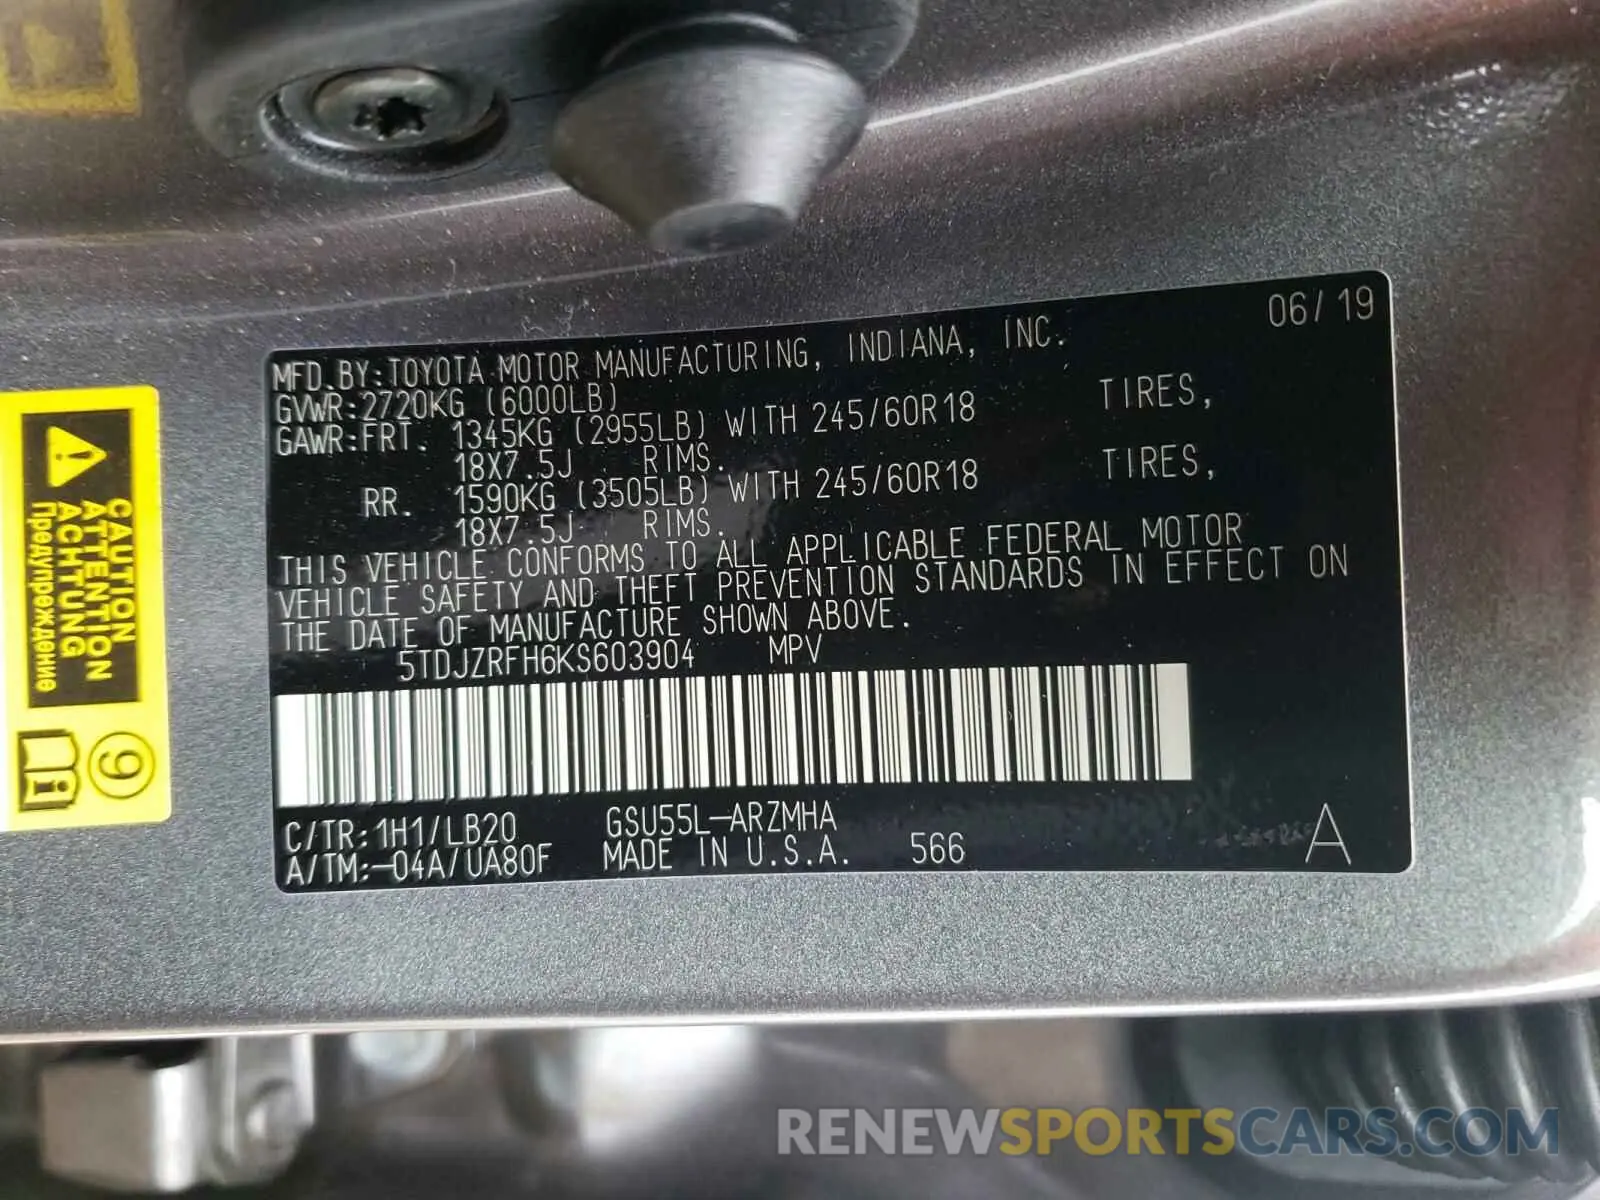 06/19
MFD.BY:TOYOTA MOTOR MANUFACTURING, INDIANA, INC.
GVWR:2720KG (6000LB)
GAWR:FRT. 1345KG (2955LB) WITH 245/60R18 TIRES,
18X7.5J RIMS.
RR. 1590KG (3505LB) WITH 245/60R18 TIRES,
18X7.5J RIMS.
THIS VEHICLE CONFORMS TO ALL APPLICABLE FEDERAL MOTOR
VEHICLE SAFETY AND THEFT PREVENTION STANDARDS IN EFFECT ON
THE DATE OF MANUFACTURE SHOWN ABOVE.
5TDJZRFH6KS603904 MPV
C/TR:1H1/LB20 GSU55L-ARZMHA
A/TM:-04A/UA80F MADE IN U.S.A. 566 A
CAUTION
ATTENTION
ACHTUNG
Предупреждение
9
i
RENEWSPORTSCARS.COM